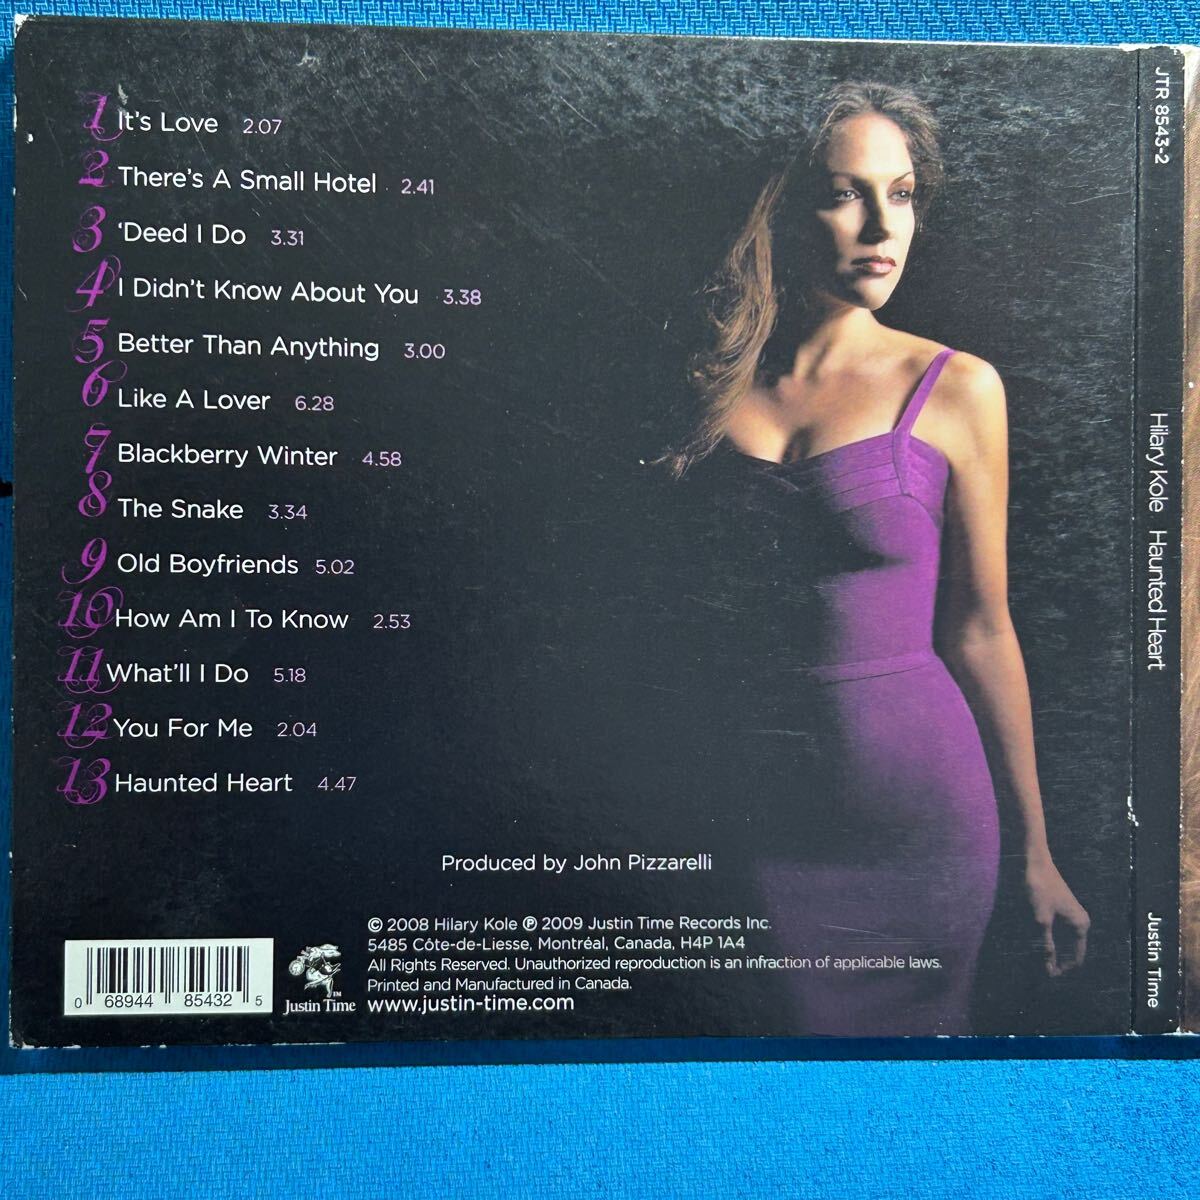 1 It's Love 2.07
2 There's A Small Hotel 2.41
3 'Deed I Do 3.31
4 I Didn't Know About You 3.38
5 Better Than Anything 3.00
6 Like A Lover 6.28
7 Blackberry Winter 4.58
8 The Snake 3.34
9 Old Boyfriends 5.02
10 How Am I To Know 2.53
11 What'll I Do 5.18
12 You For Me 2.04
13 Haunted Heart 4.47
Produced by John Pizzarelli
© 2008 Hilary Kole ℗ 2009 Justin Time Records Inc.
5485 Côte-de-Liesse, Montréal, Canada, H4P 1A4
All Rights Reserved. Unauthorized reproduction is an infraction of applicable laws.
Printed and Manufactured in Canada.
www.justin-time.com
Justin Time™
0 68944 85432 5
JTR 8543-2
Hilary Kole Haunted Heart
Justin Time